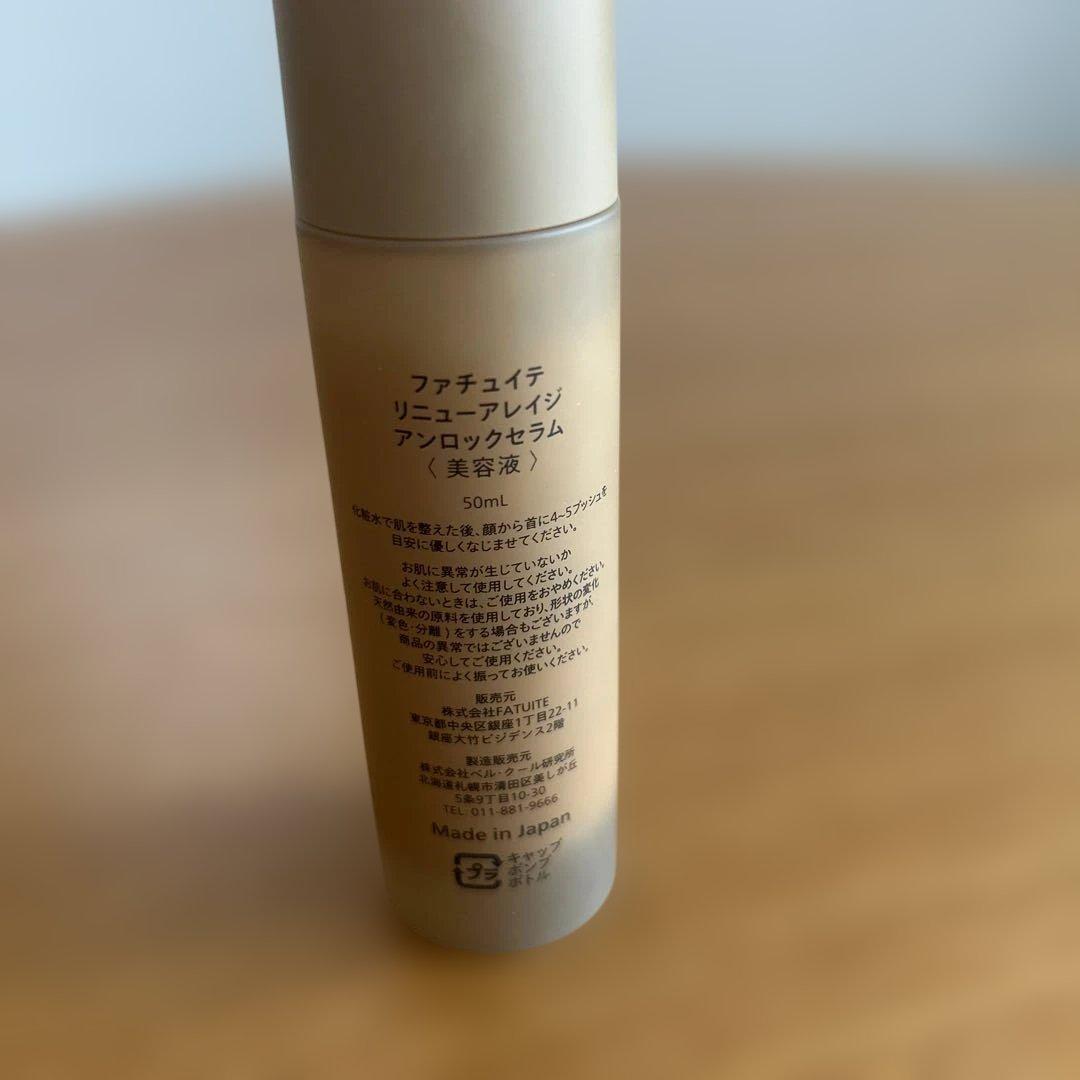 ファチュイテ
リニューアレイジ
アンロックセラム
〈 美容液 〉
50mL
化粧水で肌を整えた後、顔から首に4~5プッシュを
目安に優しくなじませてください。
お肌に異常が生じていないか
よく注意して使用してください。
お肌に合わないときは、ご使用をおやめください。
天然由来の原料を使用しており、形状の変化
(変色・分離)をする場合もございますが、
商品の異常ではございませんので
安心してご使用ください。
ご使用前によく振ってお使いください。
販売元
株式会社FATUITE
東京都中央区銀座1丁目22-11
銀座大竹ビジデンス2階
製造販売元
株式会社ベル・クール研究所
北海道札幌市清田区美しが丘
5条9丁目10-30
TEL: 011-881-9666
Made in Japan
プラ
キャップ
ポンプ
ボトル